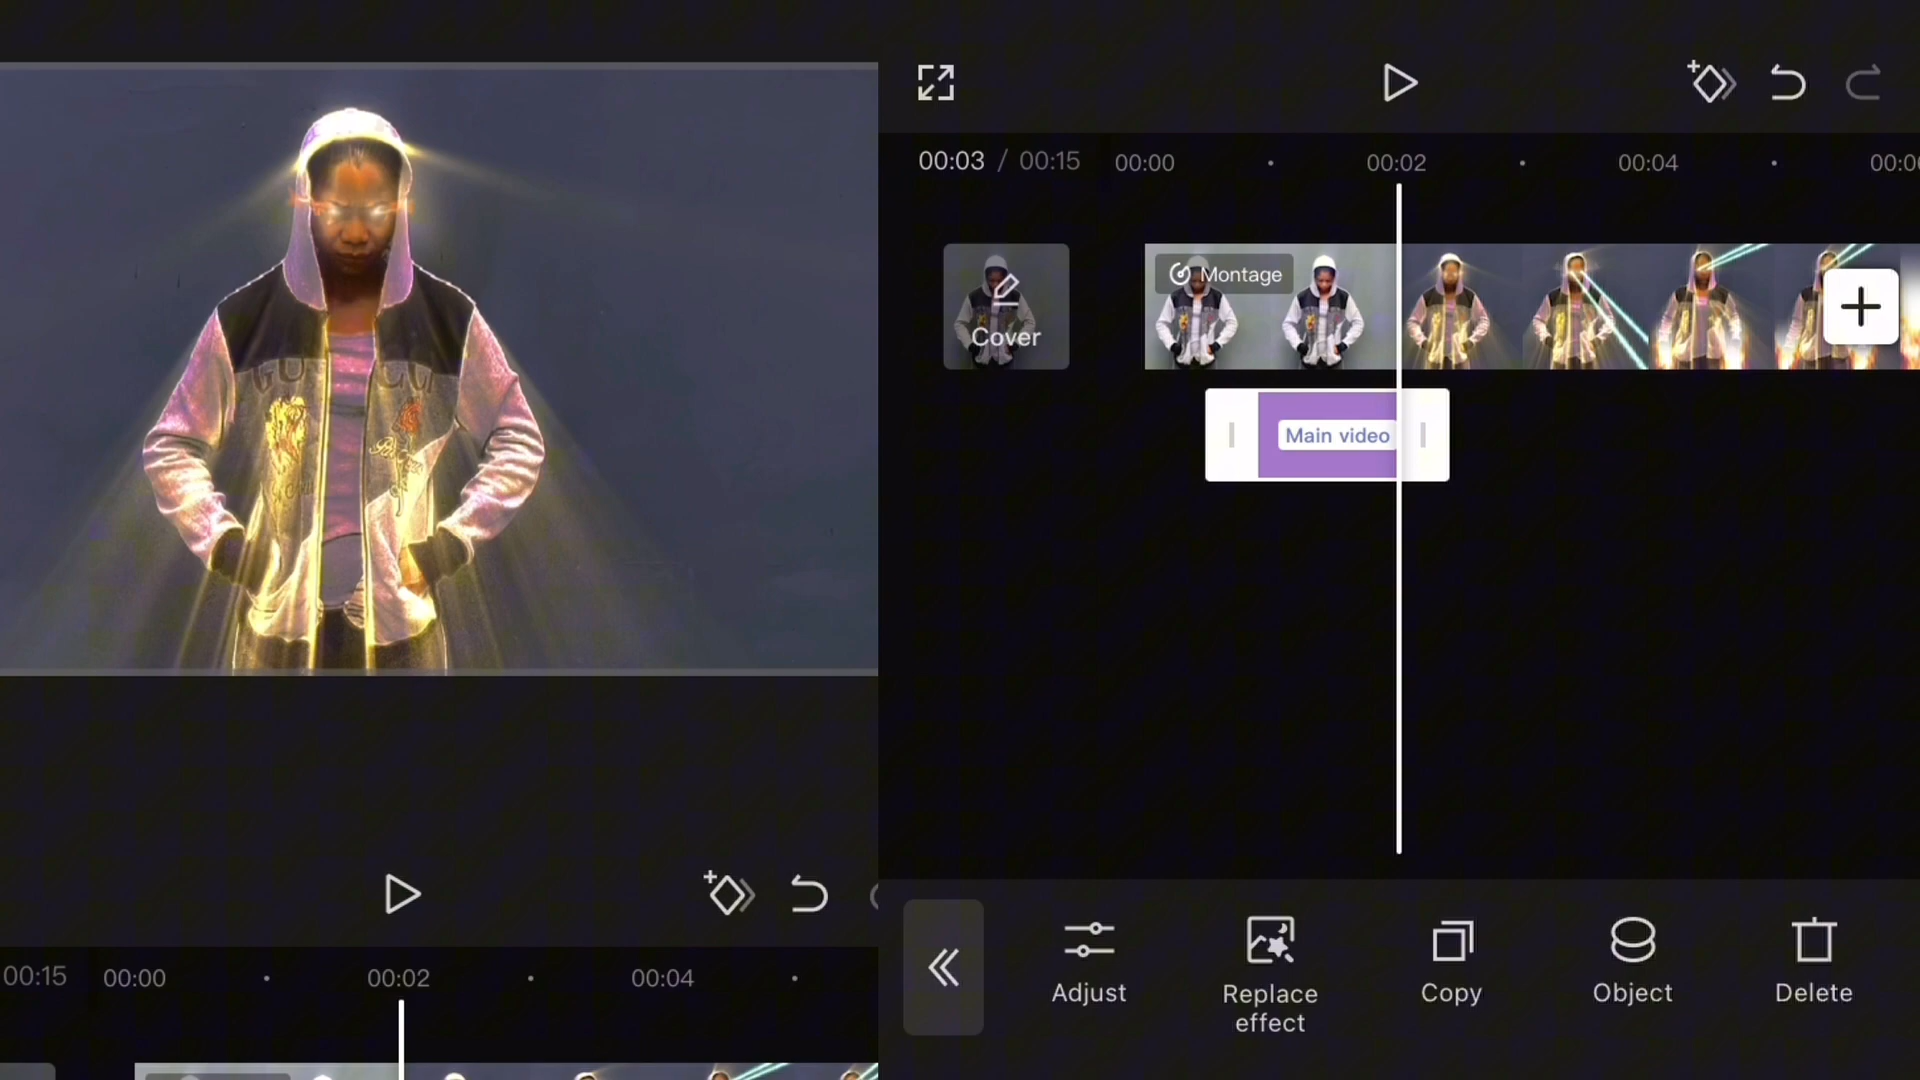 GUCCI
00:15
00:00
00:02
00:04
00:03 / 00:15
00:00
00:02
00:04
Montage
Cover
Main video
Adjust
Replace
effect
Copy
Object
Delete